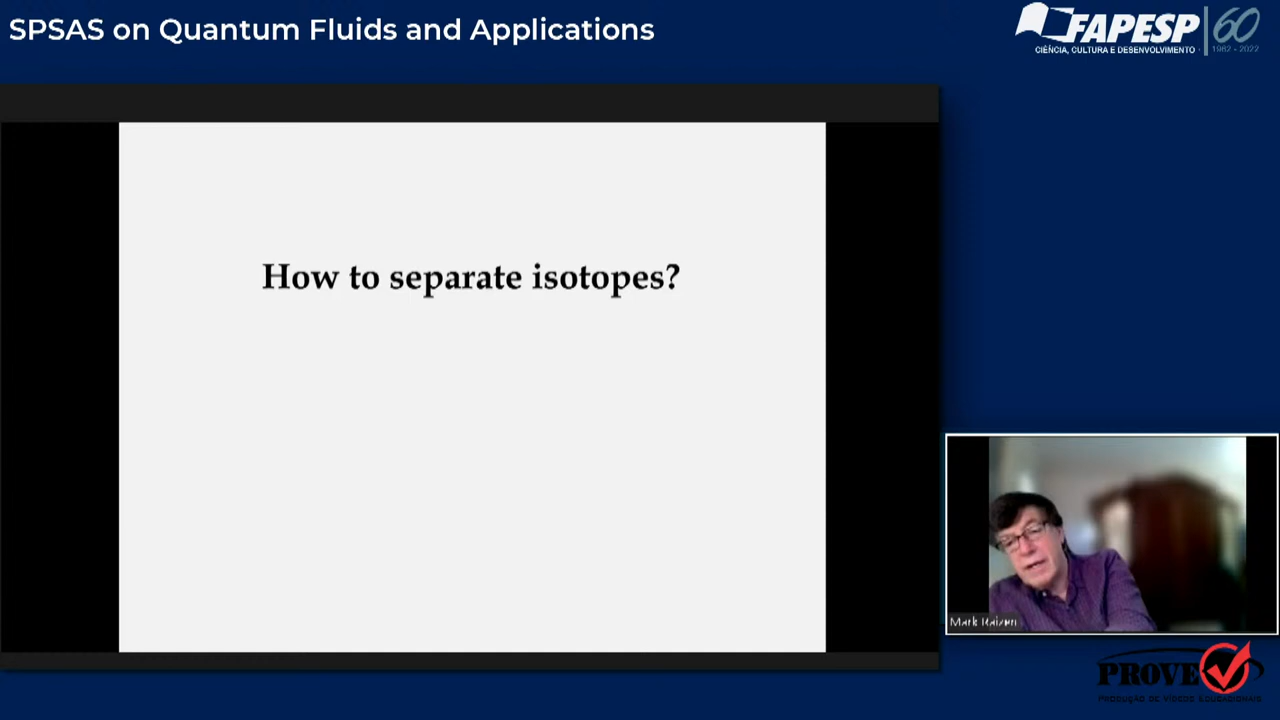 SPSAS on Quantum Fluids and Applications
FAPESP
CIÊNCIA, CULTURA E DESENVOLVIMENTO
60
1962 - 2022
How to separate isotopes?
Mark Raizen
PROVE
PRODUÇÃO DE VÍDEOS EDUCACIONAIS